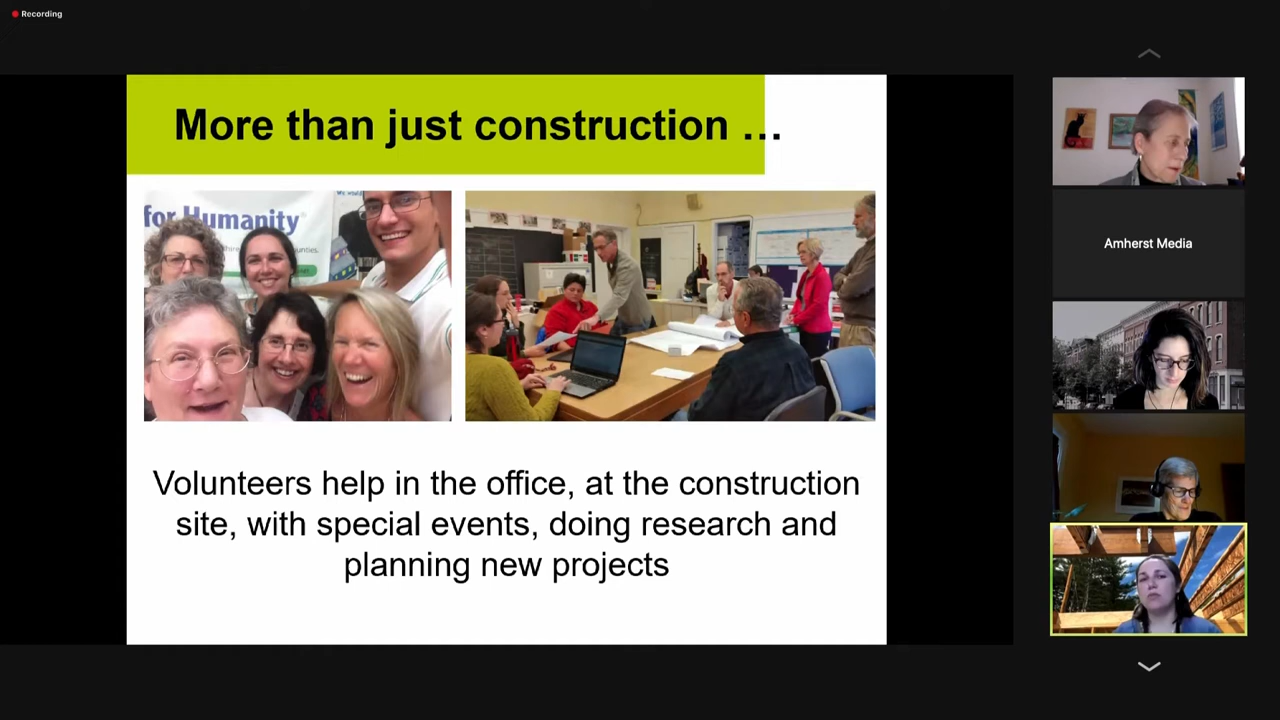 Recording
More than just construction ...
for Humanity
Amherst Media
Volunteers help in the office, at the construction
site, with special events, doing research and
planning new projects